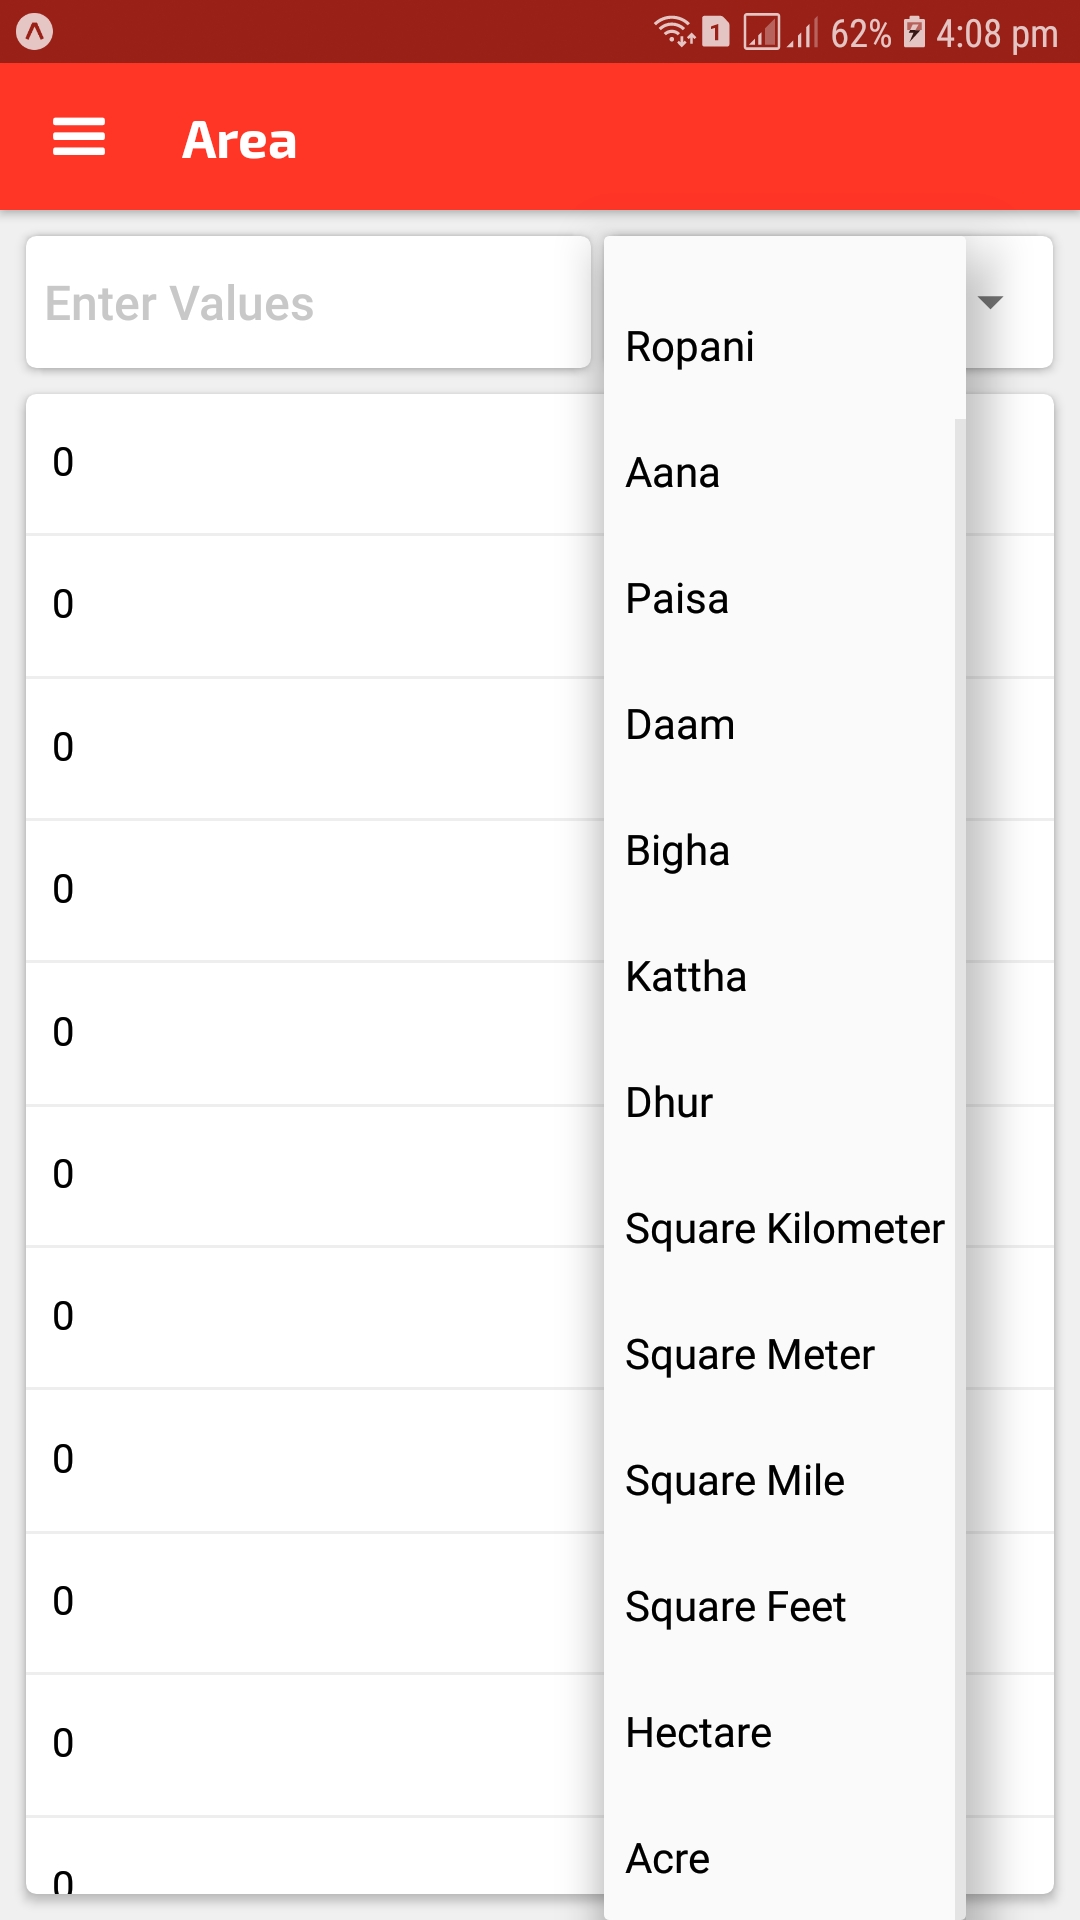 1 62% 4:08 pm
Area
Enter Values
Ropani
0
Aana
0
Paisa
0
Daam
0
Bigha
0
Kattha
0
Dhur
0
Square Kilometer
0
Square Meter
0
Square Mile
0
Square Feet
0
Hectare
Acre
0